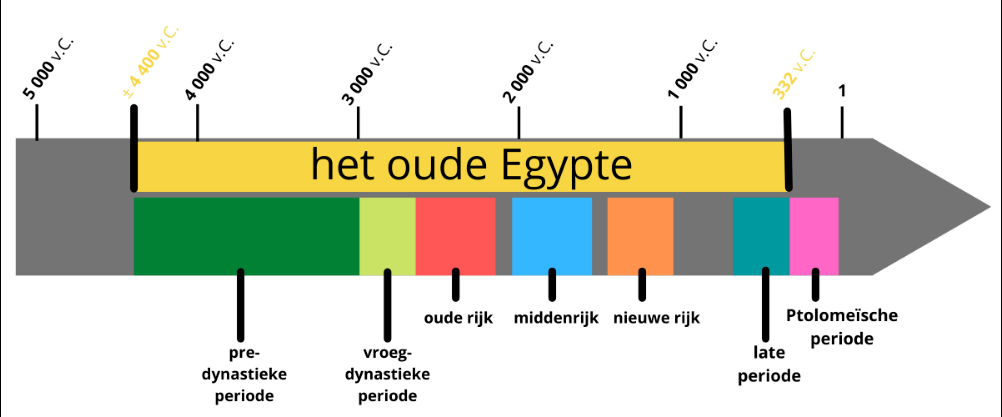 5 000 v.C.
± 4 400 v.C.
4 000 v.C.
3 000 v.C.
2 000 v.C.
1 000 v.C.
332 v.C.
1
het oude Egypte
oude rijk
middenrijk
nieuwe rijk
Ptolomeïsche
periode
pre-
dynastieke
periode
vroeg-
dynastieke
periode
late
periode